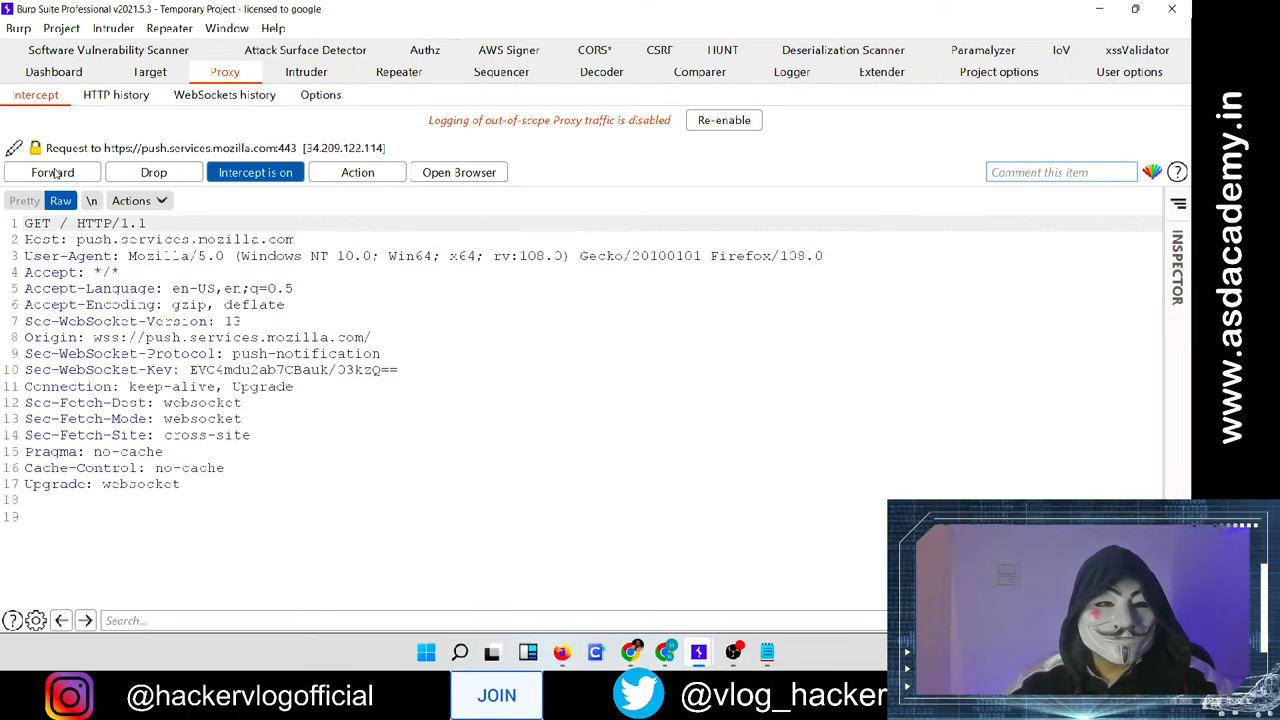 Burp Suite Professional v2021.5.3 - Temporary Project - licensed to google
Burp Project Intruder Repeater Window Help
Software Vulnerability Scanner Attack Surface Detector Authz AWS Signer CORS* CSRF HUNT Deserialization Scanner Paramalyzer xssValidator
Dashboard Target Proxy Intruder Repeater Sequencer Decoder Comparer Logger Extender Project options User options
Intercept HTTP history WebSockets history Options
Logging of out-of-scope Proxy traffic is disabled Re-enable
Request to https://push.services.mozilla.com:443 [34.209.122.114]
Forward Drop Intercept is on Action Open Browser Comment this item ?
Pretty Raw \n Actions
1 GET / HTTP/1.1
2 Host: push.services.mozilla.com
3 User-Agent: Mozilla/5.0 (Windows NT 10.0; Win64; x64; rv:108.0) Gecko/20100101 Firefox/108.0
4 Accept: */*
5 Accept-Language: en-US,en;q=0.5
6 Accept-Encoding: gzip, deflate
7 Sec-WebSocket-Version: 13
8 Origin: wss://push.services.mozilla.com/
9 Sec-WebSocket-Protocol: push-notification
10 Sec-WebSocket-Key:
11 Connection: keep-alive, Upgrade
12 Sec-Fetch-Dest: websocket
13 Sec-Fetch-Mode: websocket
14 Sec-Fetch-Site: cross-site
15 Pragma: no-cache
16 Cache-Control: no-cache
17 Upgrade: websocket
18
19
INSPECTOR
? Search...
www.asdacademy.in
@hackervlogofficial JOIN @vlog_hacker